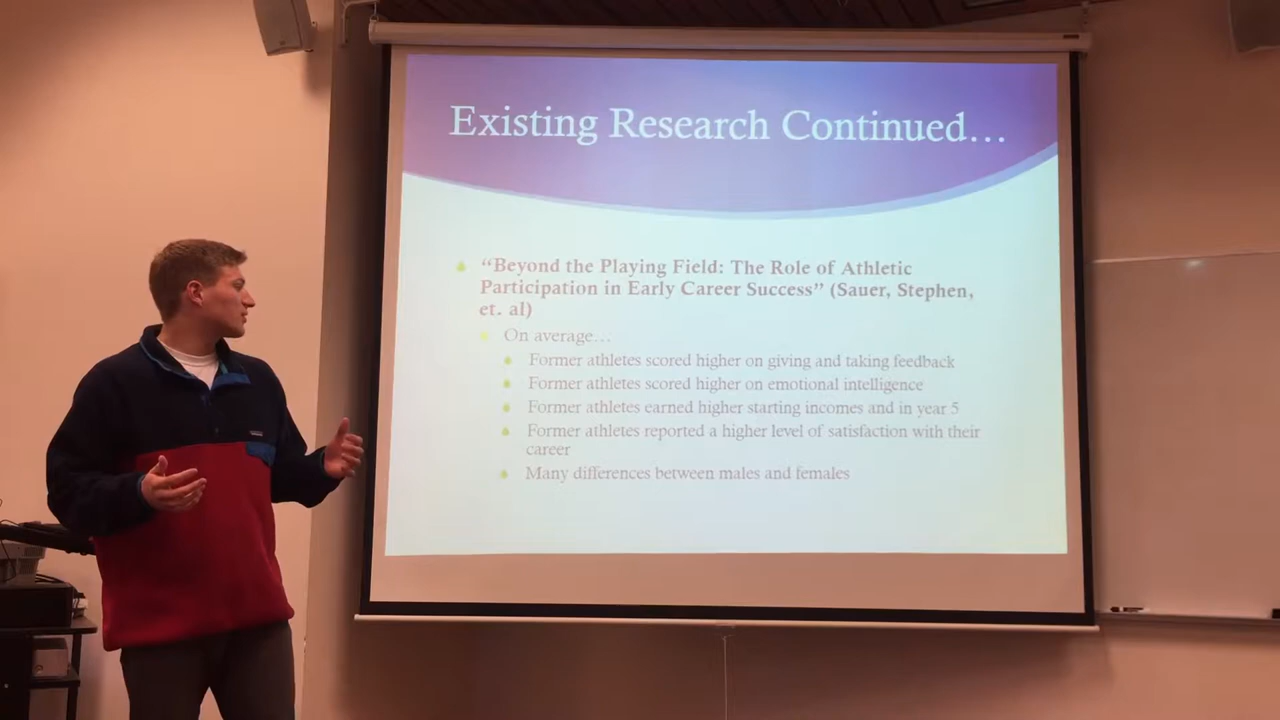 Existing Research Continued...
“Beyond the Playing Field: The Role of Athletic
Participation in Early Career Success” (Sauer, Stephen,
et. al)
On average...
Former athletes scored higher on giving and taking feedback
Former athletes scored higher on emotional intelligence
Former athletes earned higher starting incomes and in year 5
Former athletes reported a higher level of satisfaction with their
career
Many differences between males and females